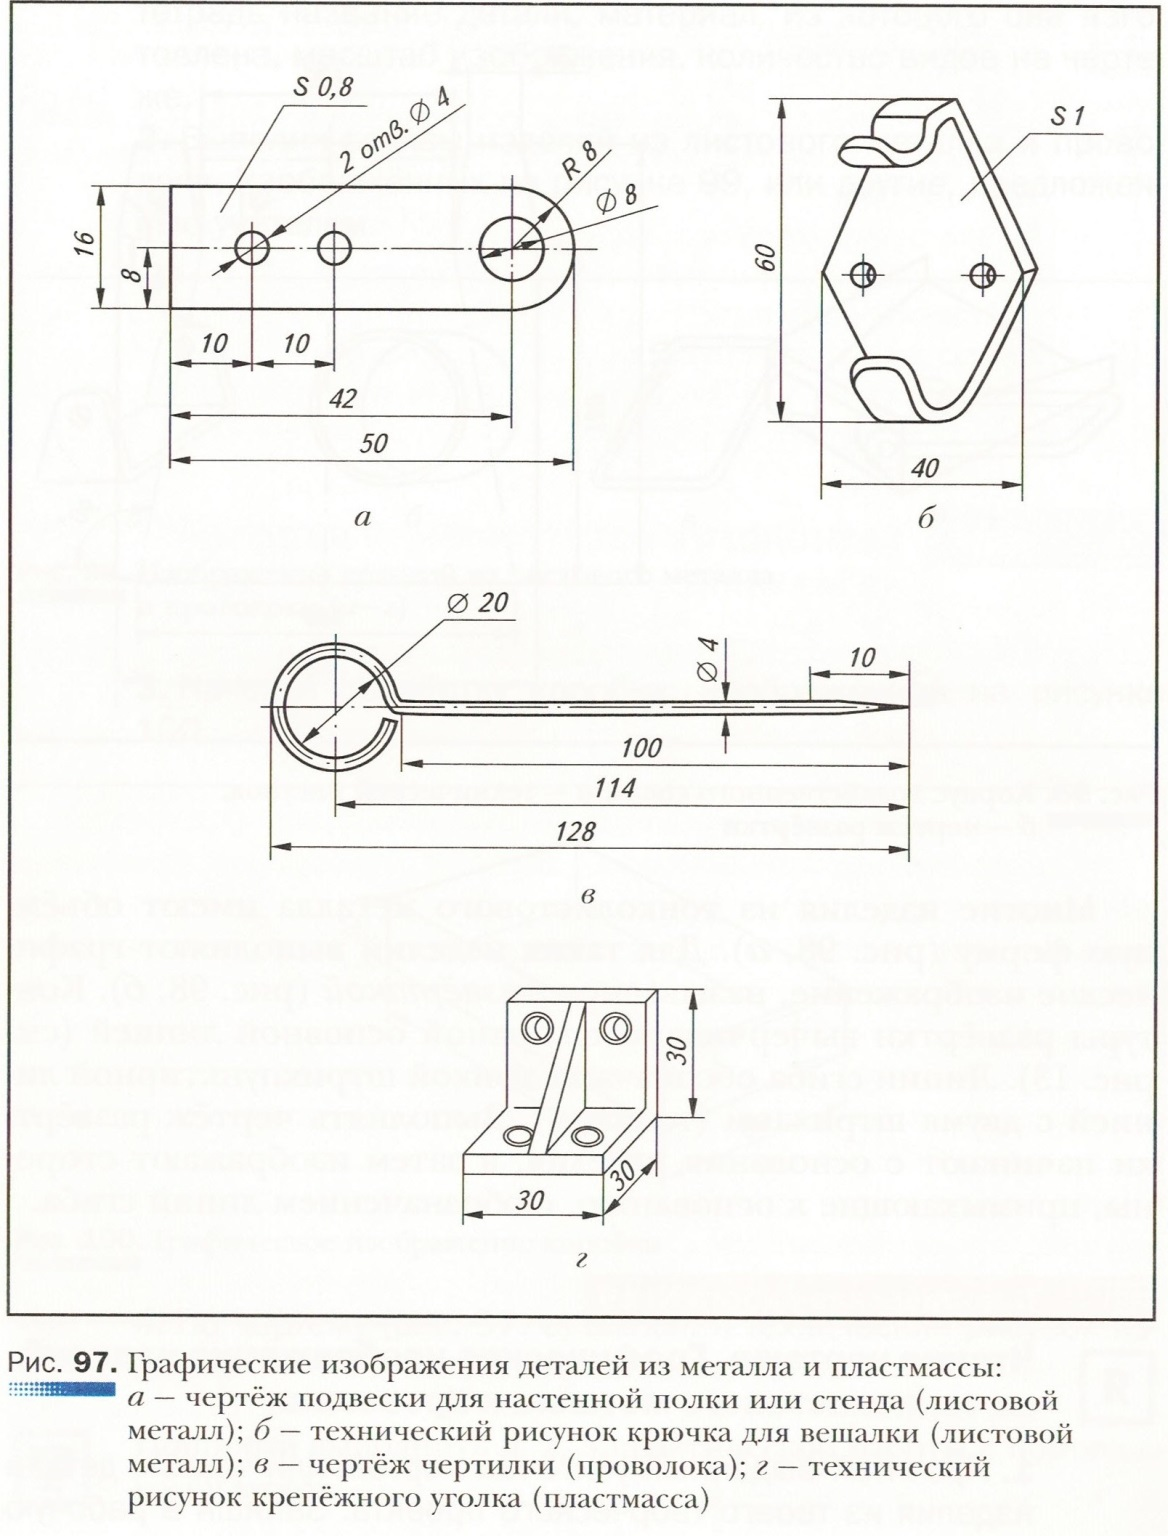 S 0,8
2 отв. ∅ 4
R 8
∅ 8
16
8
10
10
42
50
а
S 1
60
40
б
∅ 20
∅ 4
10
100
114
128
в
30
30
30
г
Рис. 97. Графические изображения деталей из металла и пластмассы:
а – чертёж подвески для настенной полки или стенда (листовой
металл); б – технический рисунок крючка для вешалки (листовой
металл); в – чертёж чертилки (проволока); г – технический
рисунок крепёжного уголка (пластмасса)